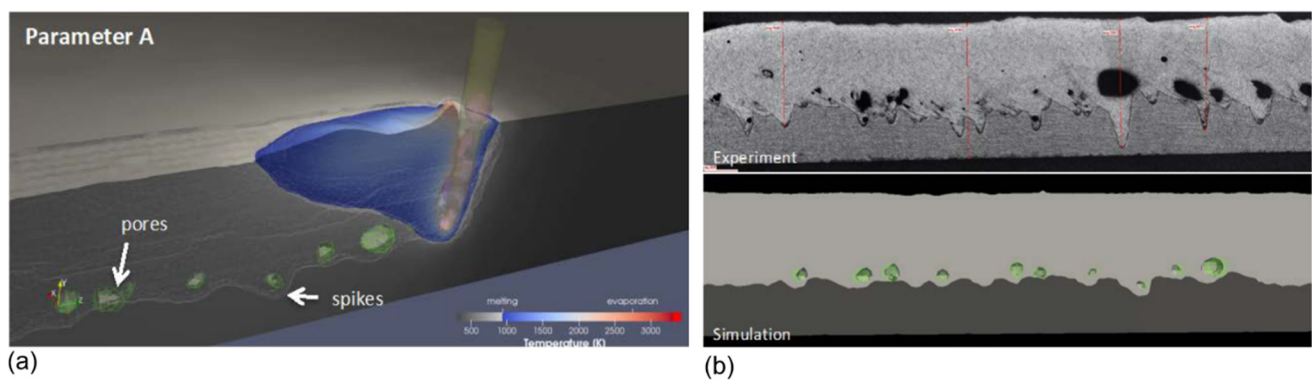 Parameter A
pores
spikes
melting evaporation
500 1000 1500 2000 2500 3000
Temperature (K)
(a)
Experiment
Simulation
(b)